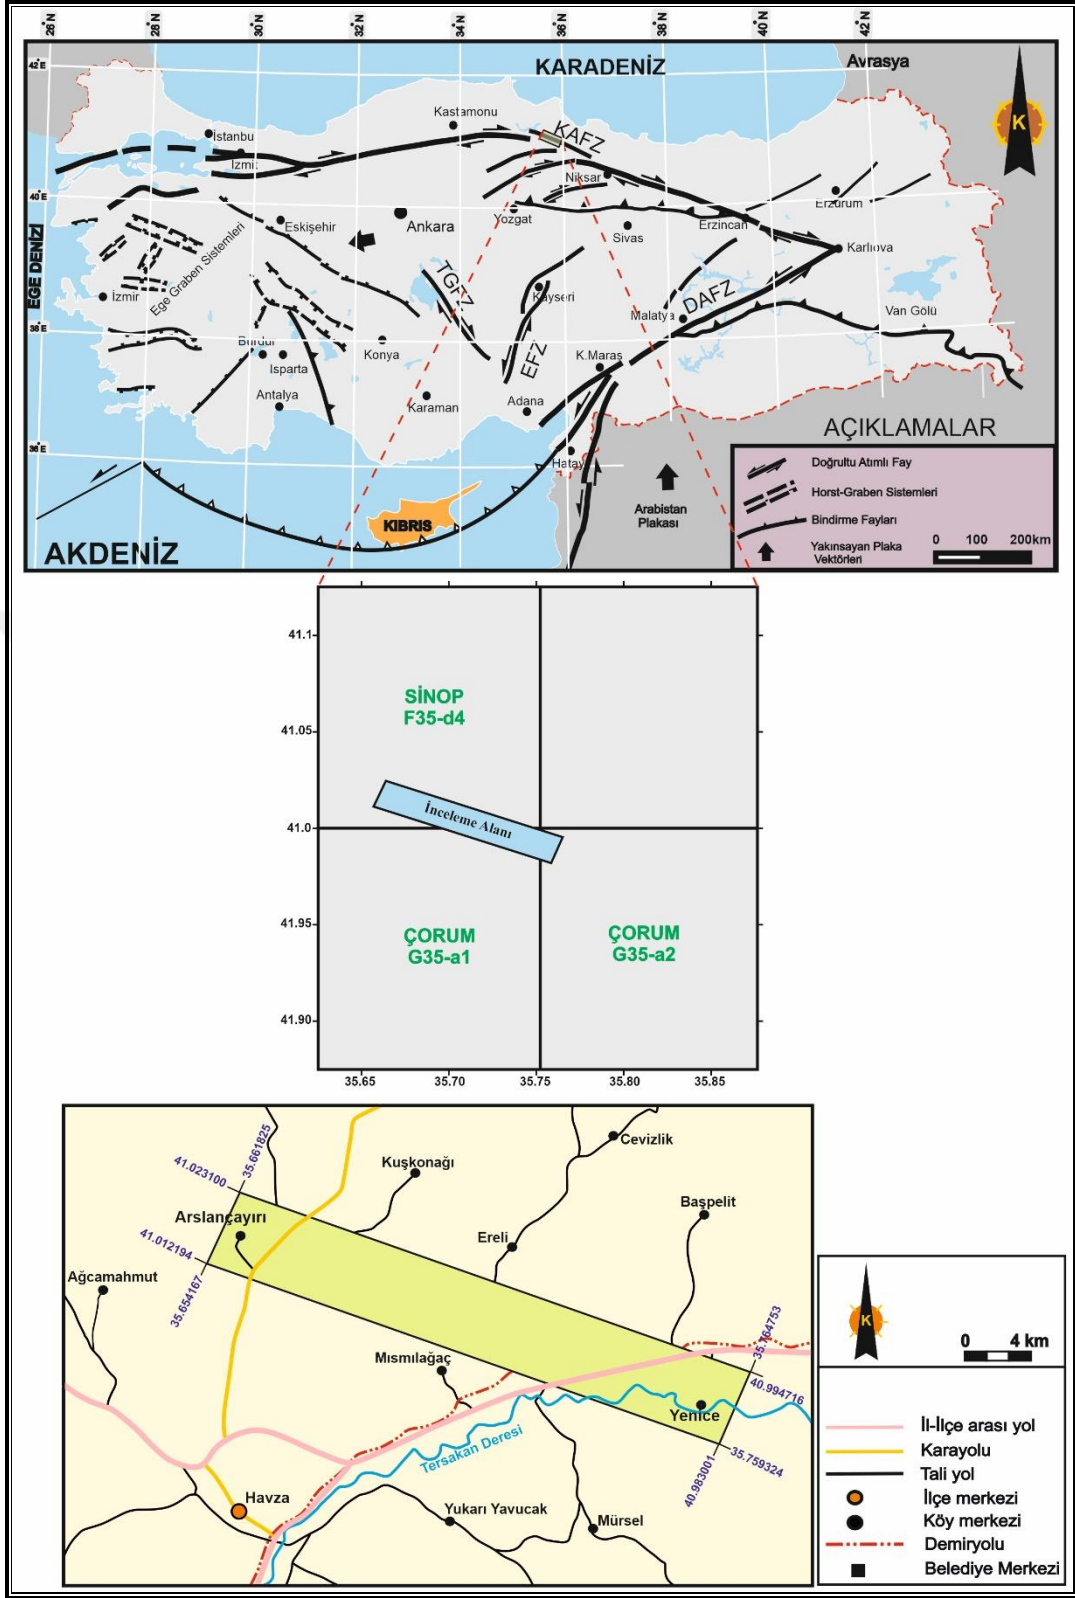 26°N 28°N 30°N 32°N 34°N 36°N 38°N 40°N 42°N
42°E
40°E
38°E
36°E
KARADENİZ
Avrasya
K
Kastamonu
İstanbu
İzmit
KAFZ
Niksar
Erzurum
Yozgat
Eskişehir
Ankara
Sivas
Erzincan
Karlıova
EGE DENİZİ
Ege Graben Sistemleri
İzmir
TGFZ
Kayseri
Malatya
DAFZ
Van Gölü
Burdur
Isparta
Konya
EFZ
K.Maraş
Antalya
Karaman
Adana
Hatay
KIBRIS
AKDENİZ
Arabistan
Plakası
AÇIKLAMALAR
Doğrultu Atımlı Fay
Horst-Graben Sistemleri
Bindirme Fayları
Yakınsayan Plaka
Vektörleri
0 100 200km
41.1
41.05
41.0
41.95
41.90
SİNOP
F35-d4
İnceleme Alanı
ÇORUM
G35-a1
ÇORUM
G35-a2
35.65 35.70 35.75 35.80 35.85
41.023100
35.661825
41.012194
35.654167
Cevizlik
Kuşkonağı
Arslançayırı
Başpelit
Ereli
Ağcamahmut
Mısmılağaç
35.764753
40.994716
Yenice
35.759324
40.983001
Tersakan Deresi
Havza
Yukarı Yavucak
Mürsel
K
0 4 km
İl-İlçe arası yol
Karayolu
Tali yol
İlçe merkezi
Köy merkezi
Demiryolu
Belediye Merkezi